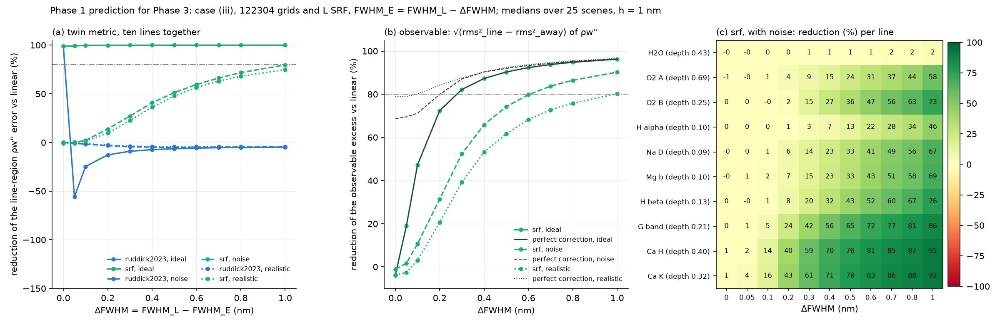 Phase 1 prediction for Phase 3: case (iii), 122304 grids and L SRF, FWHM_E = FWHM_L − ΔFWHM; medians over 25 scenes, h = 1 nm
(a) twin metric, ten lines together
reduction of the line-region ρw'' error vs linear (%)
100
50
0
−50
−100
−150
0.0 0.2 0.4 0.6 0.8 1.0
ΔFWHM = FWHM_L − FWHM_E (nm)
ruddick2023, ideal
srf, ideal
ruddick2023, noise
srf, noise
ruddick2023, realistic
srf, realistic
(b) observable: √(rms²_line − rms²_away) of ρw''
reduction of the observable excess vs linear (%)
100
80
60
40
20
0
0.0 0.2 0.4 0.6 0.8 1.0
ΔFWHM (nm)
srf, ideal
perfect correction, ideal
srf, noise
perfect correction, noise
srf, realistic
perfect correction, realistic
(c) srf, with noise: reduction (%) per line
H2O (depth 0.43) -0 -0 0 0 1 1 1 1 2 2 2
O2 A (depth 0.69) -1 -0 1 4 9 15 24 31 37 44 58
O2 B (depth 0.25) 0 0 -0 2 15 27 36 47 56 63 73
H alpha (depth 0.10) 0 0 0 1 3 7 13 22 28 34 46
Na D (depth 0.09) -0 0 1 6 14 23 33 41 49 56 67
Mg b (depth 0.10) -0 1 2 7 15 23 33 43 51 58 69
H beta (depth 0.13) 0 -0 1 8 20 32 43 52 60 67 76
G band (depth 0.21) 0 1 5 24 42 56 65 72 77 81 86
Ca H (depth 0.40) 1 2 14 40 59 70 76 81 85 87 91
Ca K (depth 0.32) 1 4 16 43 61 71 78 83 86 88 92
0 0.05 0.1 0.2 0.3 0.4 0.5 0.6 0.7 0.8 1
ΔFWHM (nm)
100
75
50
25
0
−25
−50
−75
−100